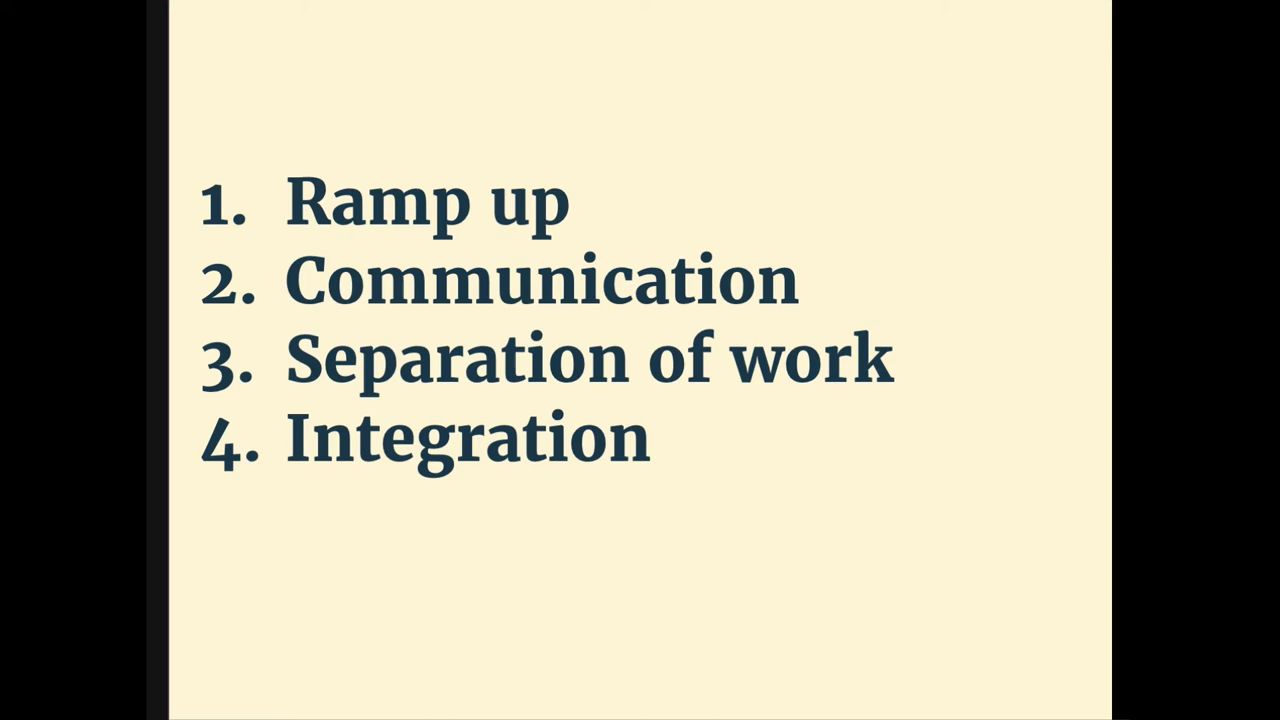 1. Ramp up
2. Communication
3. Separation of work
4. Integration